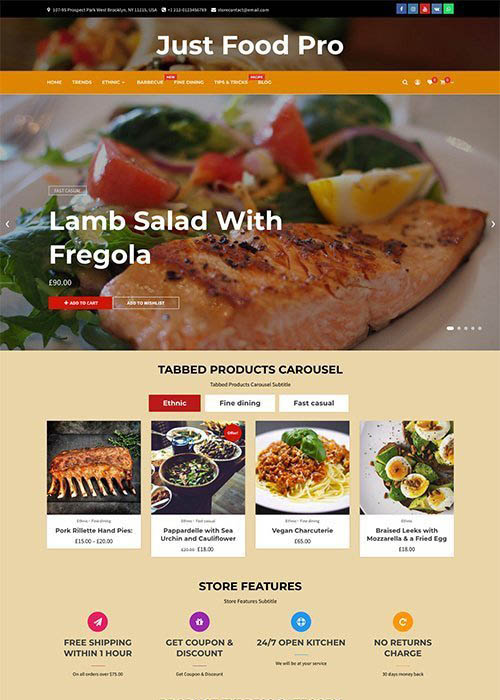 107-95 Prospect Park West Brooklyn, NY 11215, USA +1 212-0123456789 storecontact@email.com
Just Food Pro
NEW RECIPE
HOME TRENDS ETHNIC BARBECUE FINE DINING TIPS & TRICKS BLOG
0 0
FAST CASUAL
Lamb Salad With
Fregola
£90.00
+ ADD TO CART ADD TO WISHLIST
TABBED PRODUCTS CAROUSEL
Tabbed Products Carousel Subtitle
Ethnic Fine dining Fast casual
Offer!
Ethnic • Fine dining Ethnic • Fast casual Ethnic • Fine dining Ethnic
Pork Rillette Hand Pies: Pappardelle with Sea Vegan Charcuterie Braised Leeks with
Urchin and Cauliflower Mozzarella & a Fried Egg
£15.00 – £20.00 £20.00 £18.00 £65.00 £18.00
STORE FEATURES
Store Features Subtitle
FREE SHIPPING GET COUPON & 24/7 OPEN KITCHEN NO RETURNS
WITHIN 1 HOUR DISCOUNT CHARGE
We will be at your service
On all orders over $75.00 Get Coupon & Discount 30 days money back